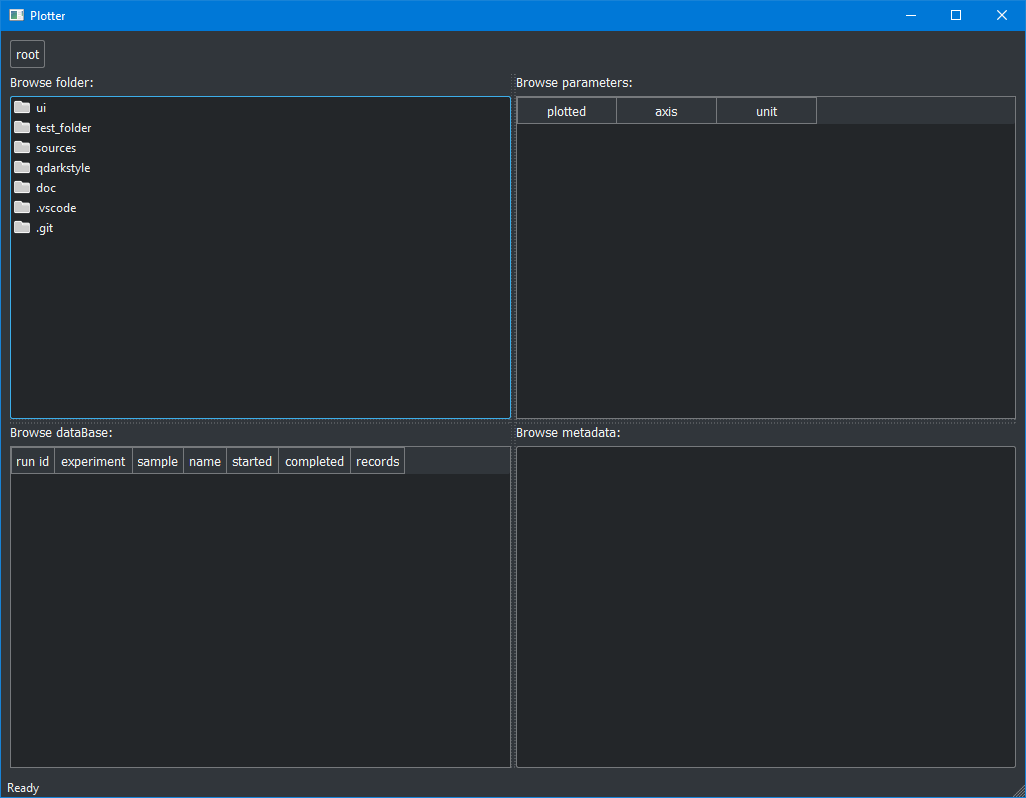 Plotter
root
Browse folder:
ui
test_folder
sources
qdarkstyle
doc
.vscode
.git
Browse parameters:
plotted axis unit
Browse dataBase:
run id experiment sample name started completed records
Browse metadata:
Ready